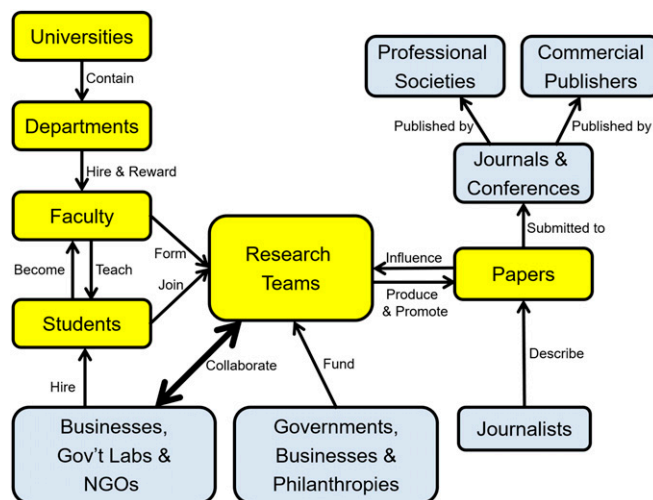 Universities
Contain
Departments
Hire & Reward
Faculty
Become
Teach
Students
Hire
Businesses,
Gov't Labs &
NGOs
Form
Join
Research
Teams
Collaborate
Fund
Governments,
Businesses &
Philanthropies
Influence
Produce
& Promote
Professional
Societies
Commercial
Publishers
Published by
Published by
Journals &
Conferences
Submitted to
Papers
Describe
Journalists